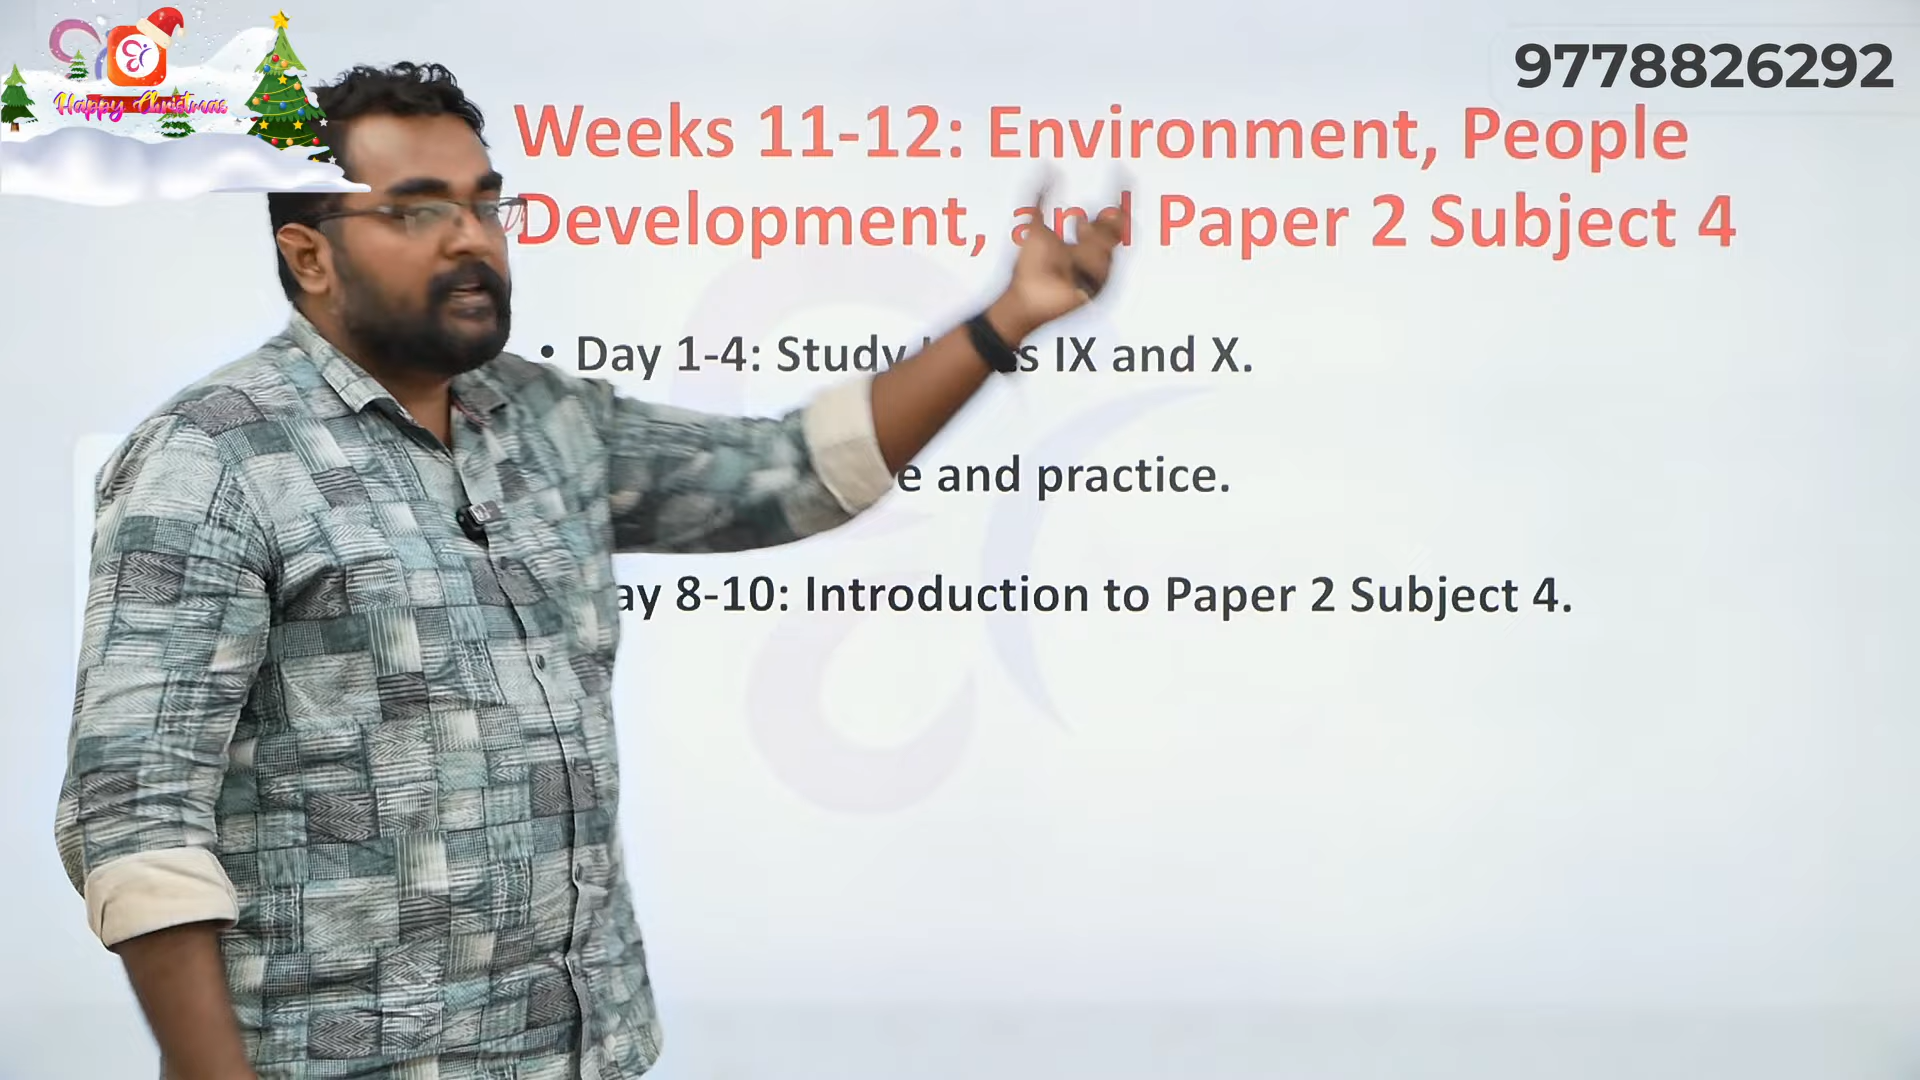 Happy Christmas
9778826292
Weeks 11-12: Environment, People
Development, and Paper 2 Subject 4
• Day 1-4: Study IX and X.
and practice.
8-10: Introduction to Paper 2 Subject 4.